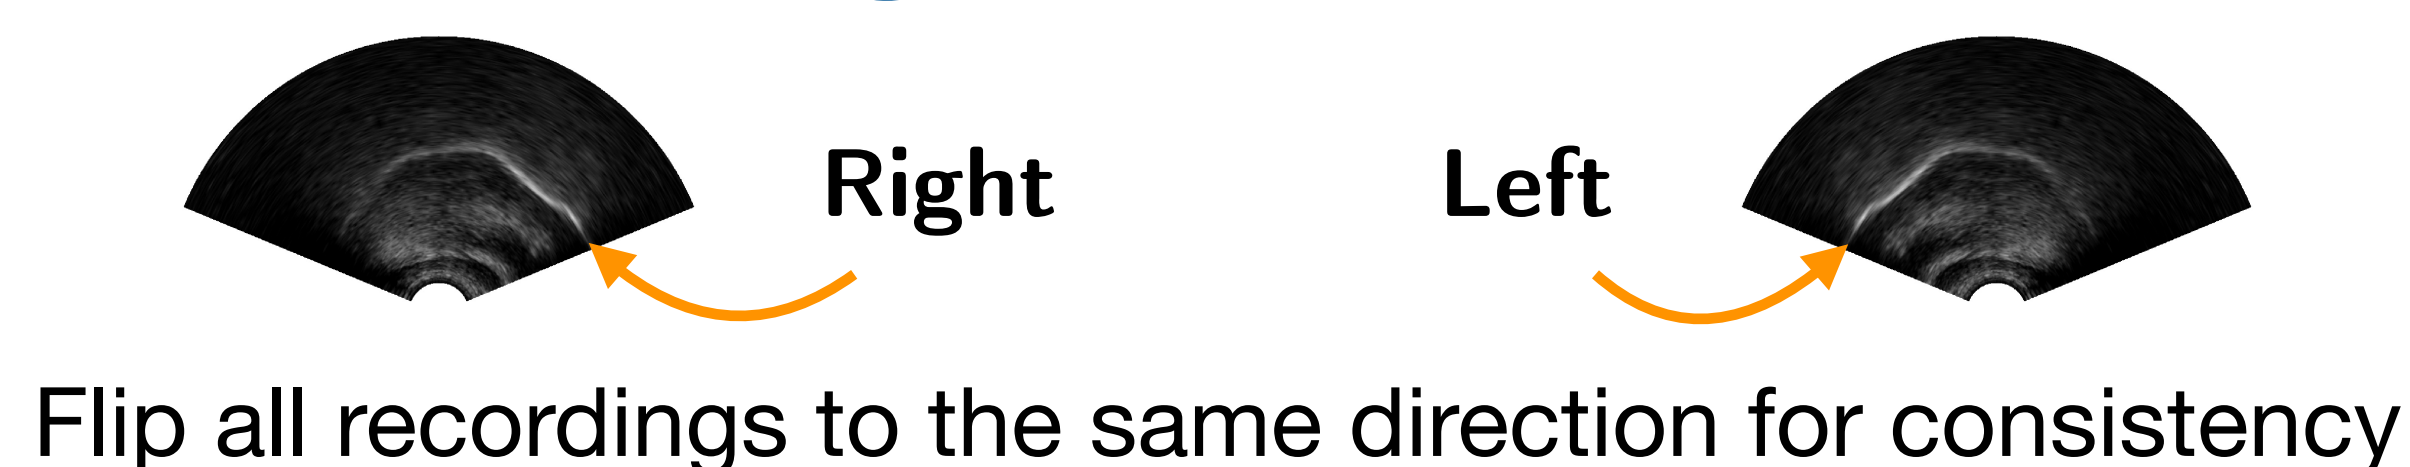 Right
Left
Flip all recordings to the same direction for consistency